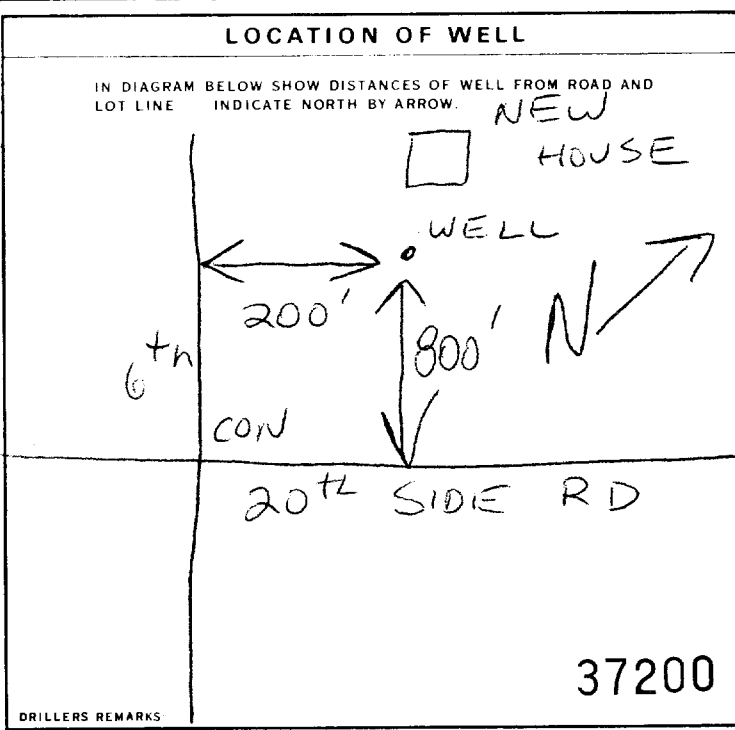 LOCATION OF WELL
IN DIAGRAM BELOW SHOW DISTANCES OF WELL FROM ROAD AND
LOT LINE INDICATE NORTH BY ARROW.
NEW
HOUSE
WELL
200'
800'
N
6th
CON
20th SIDE RD
37200
DRILLERS REMARKS